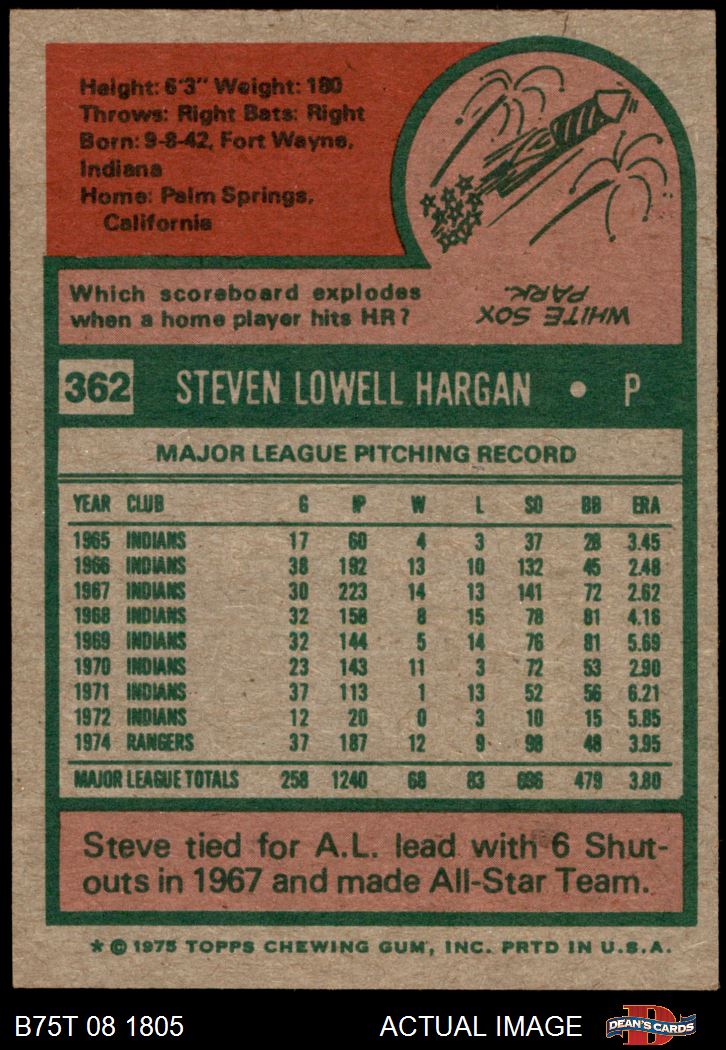 Height: 6'3" Weight: 180
Throws: Right Bats: Right
Born: 9-8-42, Fort Wayne,
Indiana
Home: Palm Springs,
California
Which scoreboard explodes
when a home player hits HR?
WHITE SOX
PARK.
362 STEVEN LOWELL HARGAN • P
MAJOR LEAGUE PITCHING RECORD
YEAR CLUB G IP W L SO BB ERA
1965 INDIANS 17 60 4 3 37 28 3.45
1966 INDIANS 38 192 13 10 132 45 2.48
1967 INDIANS 30 223 14 13 141 72 2.62
1968 INDIANS 32 158 8 15 78 81 4.16
1969 INDIANS 32 144 5 14 76 81 5.69
1970 INDIANS 23 143 11 3 72 53 2.90
1971 INDIANS 37 113 1 13 52 56 6.21
1972 INDIANS 12 20 0 3 10 15 5.85
1974 RANGERS 37 187 12 9 98 48 3.95
MAJOR LEAGUE TOTALS 258 1240 68 83 696 479 3.80
Steve tied for A.L. lead with 6 Shut-
outs in 1967 and made All-Star Team.
* © 1975 TOPPS CHEWING GUM, INC. PRTD IN U.S.A.
B75T 08 1805 ACTUAL IMAGE D DEAN'S CARDS